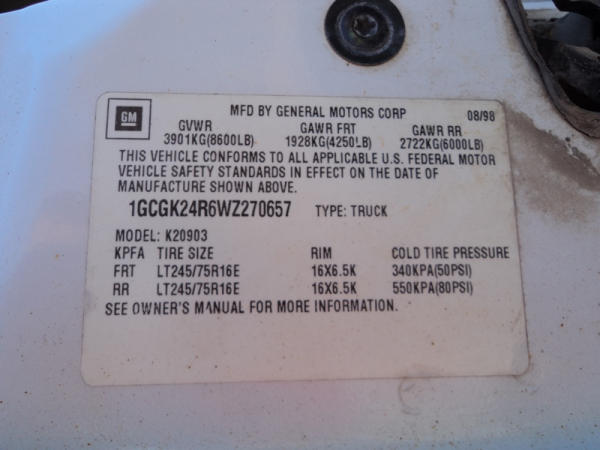 GM
MFD BY GENERAL MOTORS CORP 08/98
GVWR GAWR FRT GAWR RR
3901KG(8600LB) 1928KG(4250LB) 2722KG(6000LB)
THIS VEHICLE CONFORMS TO ALL APPLICABLE U.S. FEDERAL MOTOR
VEHICLE SAFETY STANDARDS IN EFFECT ON THE DATE OF
MANUFACTURE SHOWN ABOVE.
1GCGK24R6WZ270657 TYPE: TRUCK
MODEL: K20903
KPFA TIRE SIZE RIM COLD TIRE PRESSURE
FRT LT245/75R16E 16X6.5K 340KPA(50PSI)
RR LT245/75R16E 16X6.5K 550KPA(80PSI)
SEE OWNER'S MANUAL FOR MORE INFORMATION.